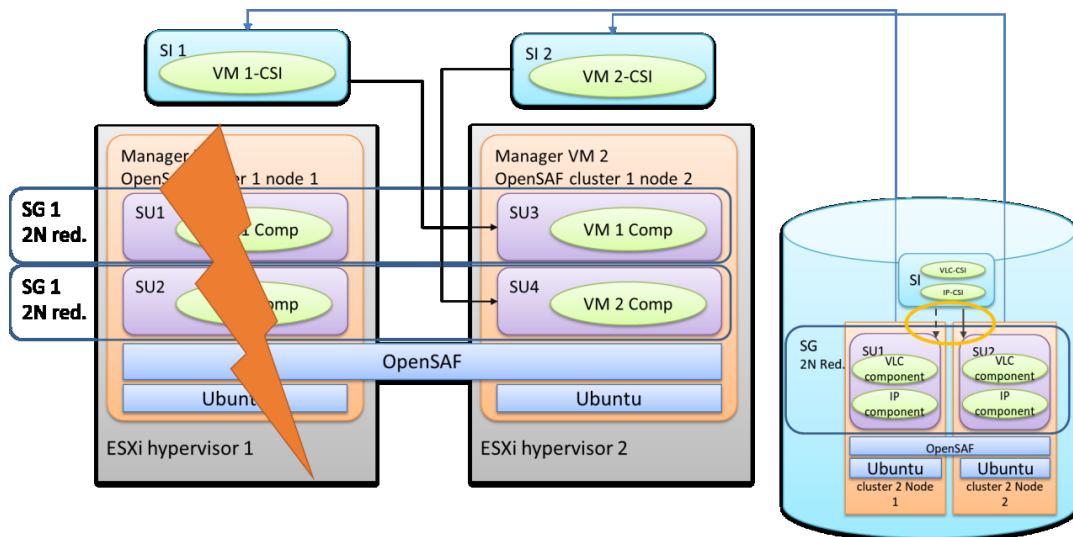 SI 1
VM 1-CSI
SI 2
VM 2-CSI
Manager
OpenSAF cluster 1 node 1
Manager VM 2
OpenSAF cluster 1 node 2
SG 1
2N red.
SU1
1 Comp
SU3
VM 1 Comp
SG 1
2N red.
SU2
Comp
SU4
VM 2 Comp
OpenSAF
Ubuntu
Ubuntu
ESXi hypervisor 1
ESXi hypervisor 2
SI
VLC-CSI
IP-CSI
SG
2N Red.
SU1
VLC
component
IP
component
SU2
VLC
component
IP
component
OpenSAF
Ubuntu
cluster 2 Node
1
Ubuntu
cluster 2 Node
2